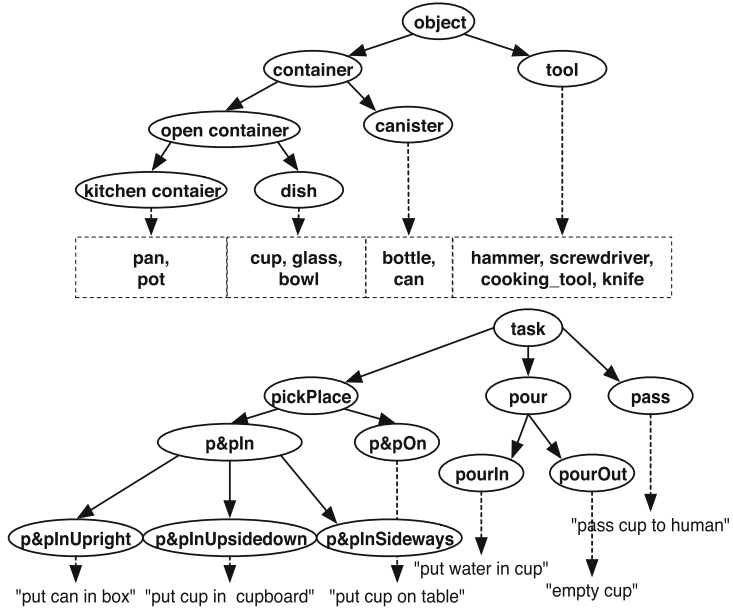 object
container
tool
open container
canister
kitchen contaier
dish
pan,
pot
cup, glass,
bowl
bottle,
can
hammer, screwdriver,
cooking_tool, knife
task
pickPlace
pour
pass
p&pIn
p&pOn
pourIn
pourOut
"pass cup to human"
p&pInUpright
p&pInUpsidedown
p&pInSideways
"put water in cup"
"empty cup"
"put can in box"
"put cup in cupboard"
"put cup on table"